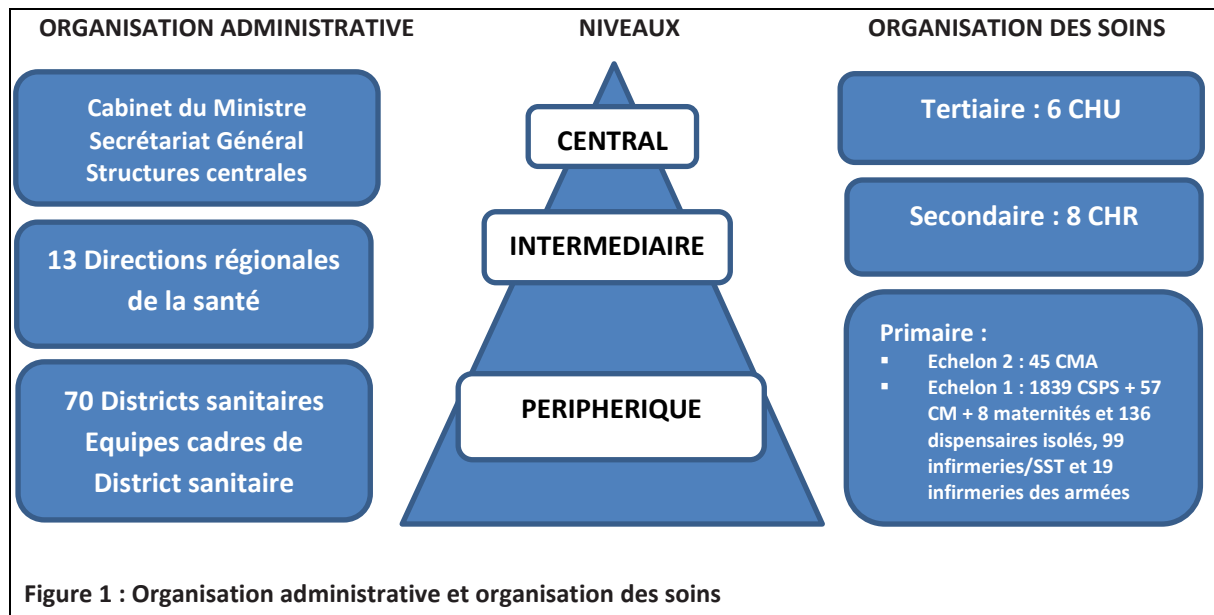 ORGANISATION ADMINISTRATIVE
Cabinet du Ministre
Secrétariat Général
Structures centrales
13 Directions régionales
de la santé
70 Districts sanitaires
Equipes cadres de
District sanitaire
NIVEAUX
CENTRAL
INTERMEDIAIRE
PERIPHERIQUE
ORGANISATION DES SOINS
Tertiaire : 6 CHU
Secondaire : 8 CHR
Primaire :
▪ Echelon 2 : 45 CMA
▪ Echelon 1 : 1839 CSPS + 57
CM + 8 maternités et 136
dispensaires isolés, 99
infirmeries/SST et 19
infirmeries des armées
Figure 1 : Organisation administrative et organisation des soins